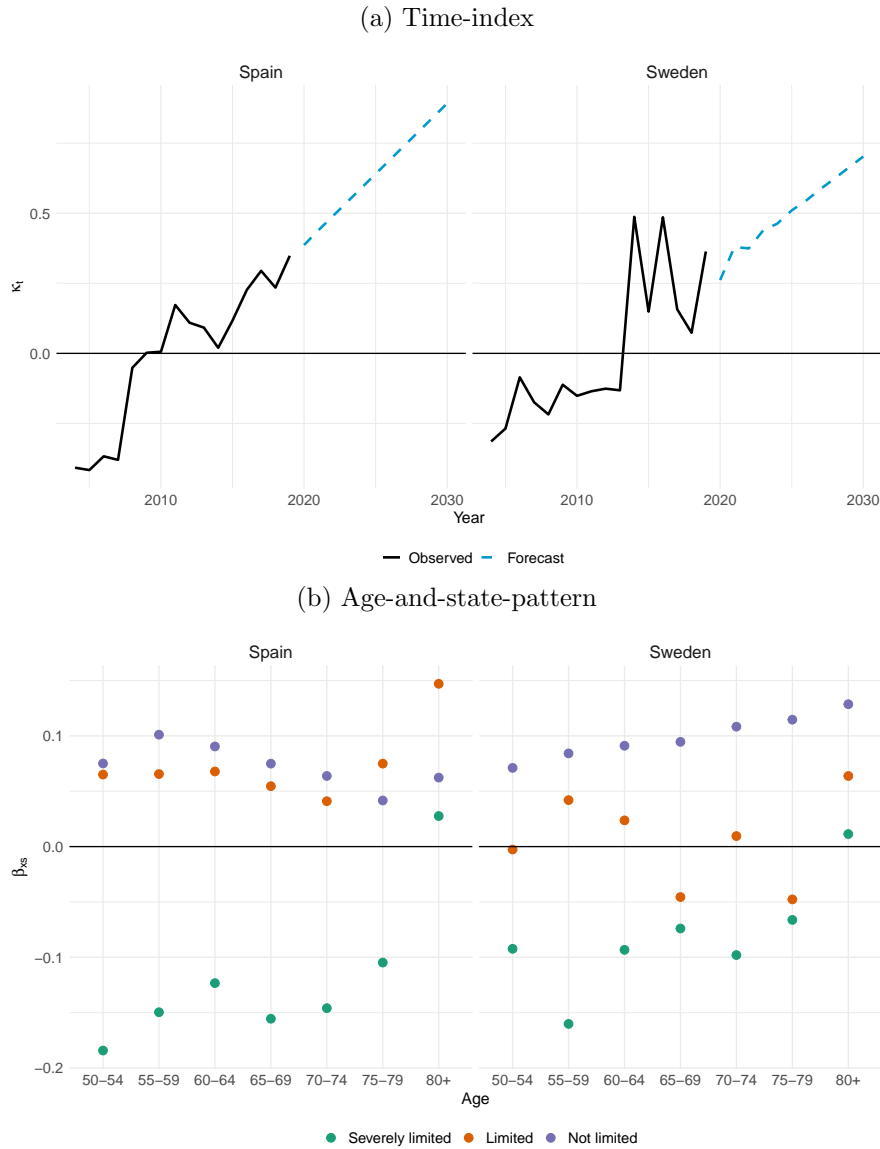 (a) Time-index
Spain
Sweden
0.5
0.0
κt
2010
2020
2030
2010
2020
2030
Year
Observed
Forecast
(b) Age-and-state-pattern
Spain
Sweden
0.1
0.0
−0.1
−0.2
βxs
50–54
55–59
60–64
65–69
70–74
75–79
80+
50–54
55–59
60–64
65–69
70–74
75–79
80+
Age
Severely limited
Limited
Not limited